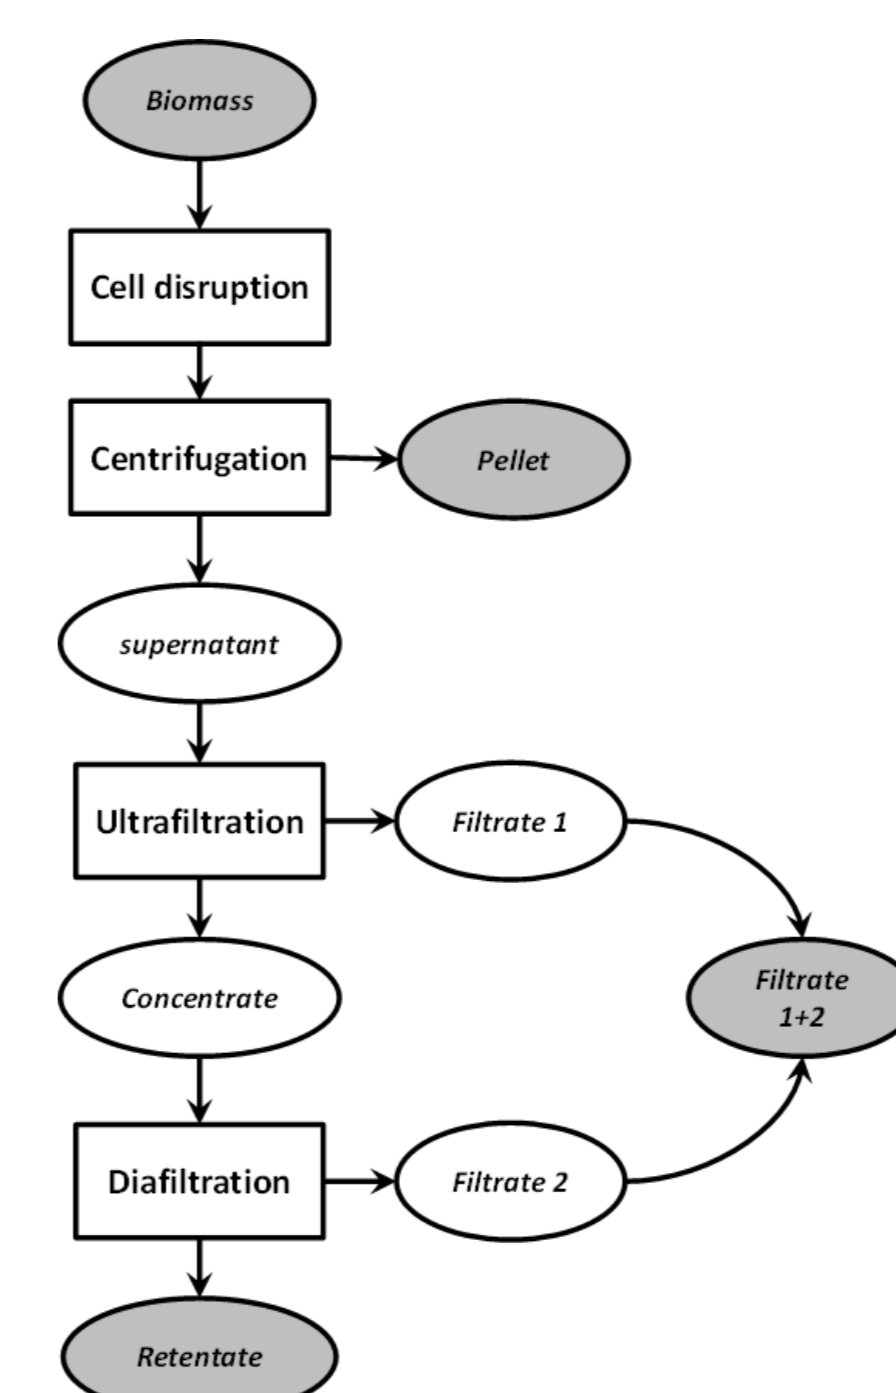 Biomass
Cell disruption
Centrifugation
Pellet
supernatant
Ultrafiltration
Filtrate 1
Concentrate
Filtrate
1+2
Diafiltration
Filtrate 2
Retentate